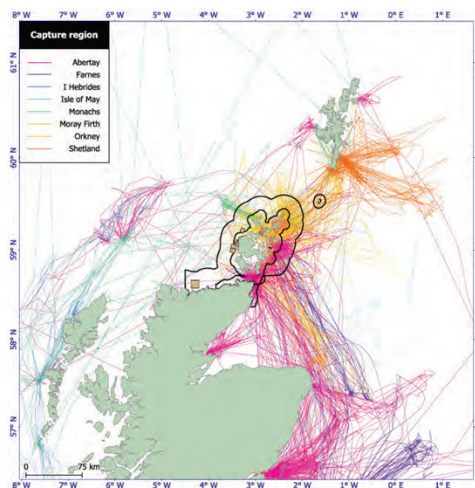 8° W 7° W 6° W 5° W 4° W 3° W 2° W 1° W 0° E 1° E
Capture region
Abertay
Farnes
I Hebrides
Isle of May
Monachs
Moray Firth
Orkney
Shetland
61° N
60° N
59° N
58° N
57° N
0 75 km
8° W 7° W 6° W 5° W 4° W 3° W 2° W 1° W 0° E 1° E